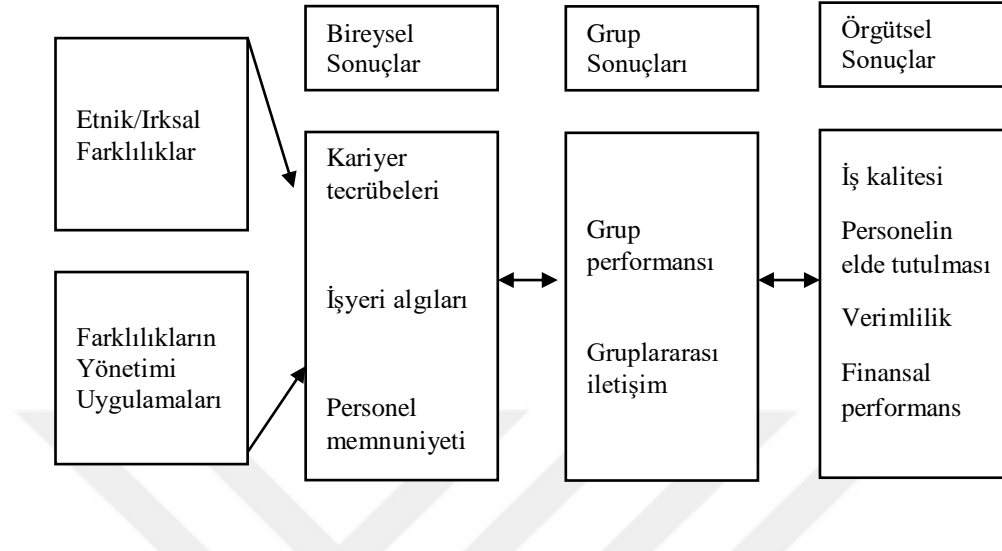 Etnik/Irksal
Farklılıklar
Farklılıkların
Yönetimi
Uygulamaları
Bireysel
Sonuçlar
Kariyer
tecrübeleri
İşyeri algıları
Personel
memnuniyeti
Grup
Sonuçları
Grup
performansı
Gruplararası
iletişim
Örgütsel
Sonuçlar
İş kalitesi
Personelin
elde tutulması
Verimlilik
Finansal
performans